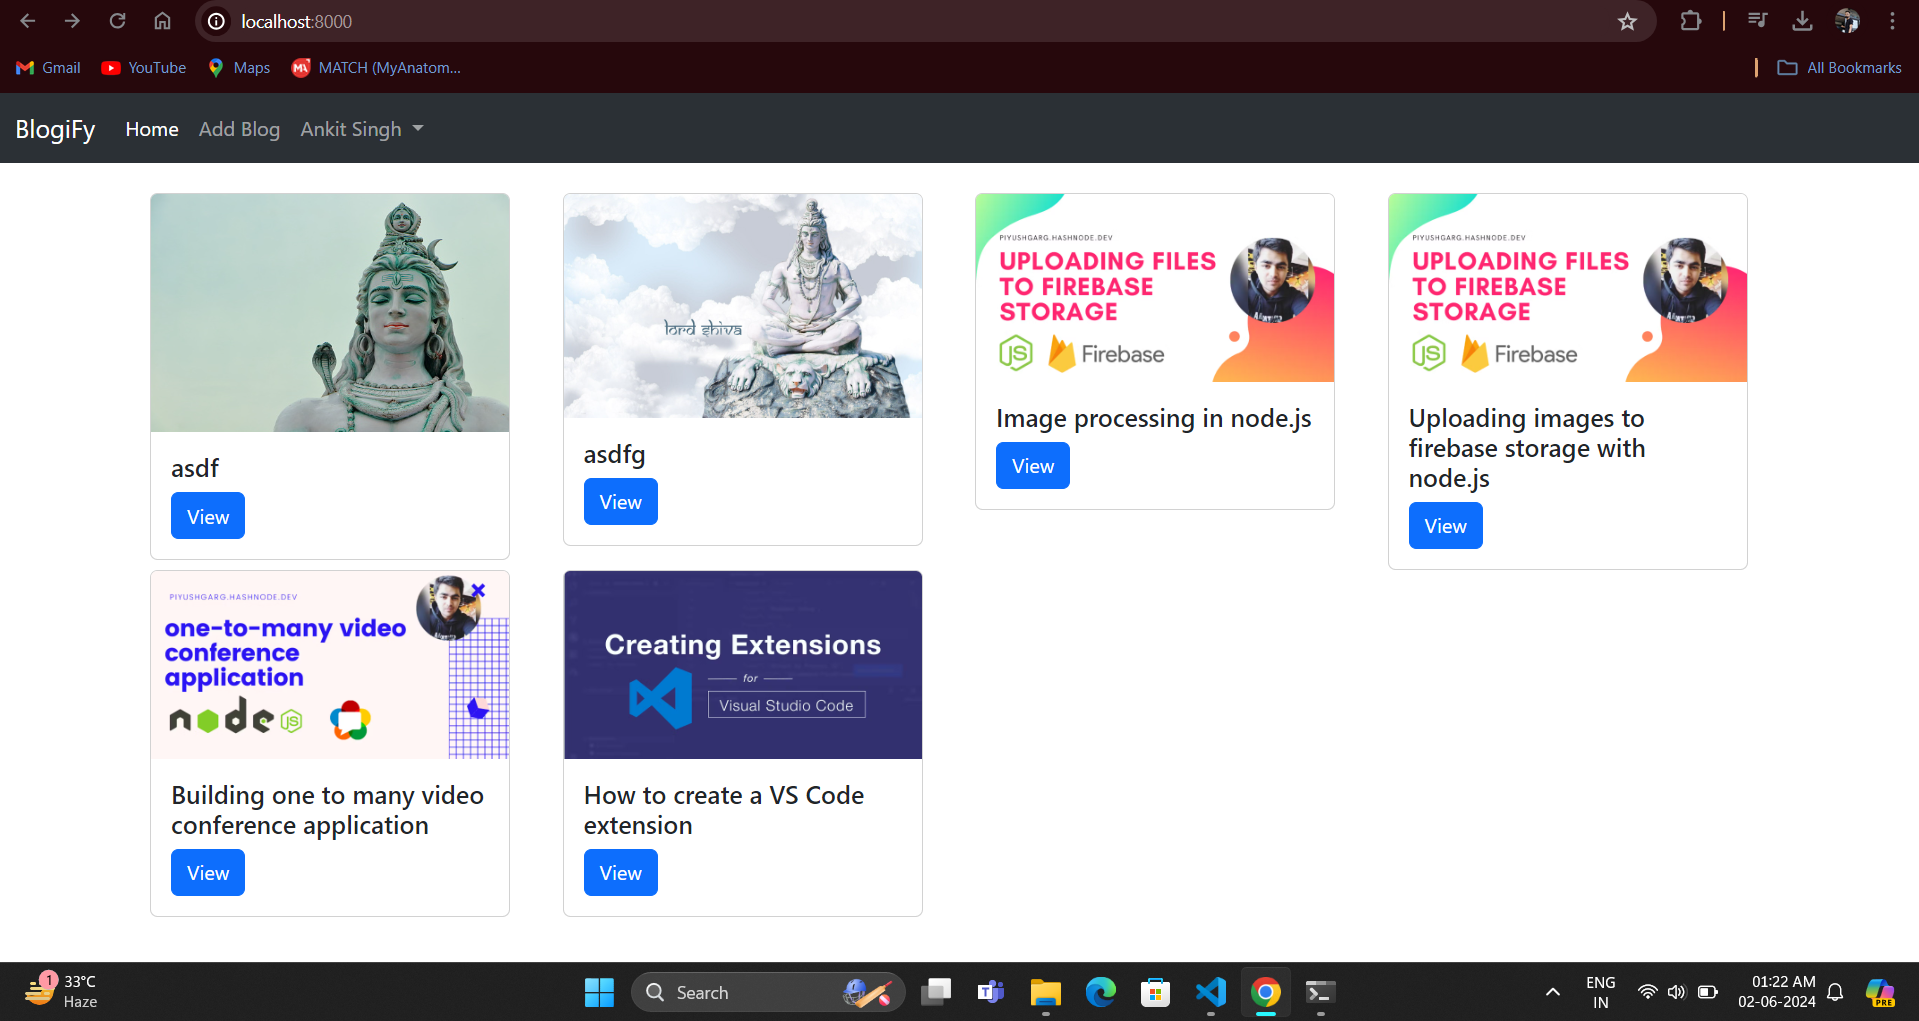 localhost:8000
Gmail
YouTube
Maps
MATCH (MyAnatom...
All Bookmarks
BlogiFy
Home
Add Blog
Ankit Singh
asdf
View
lord shiva
asdfg
View
PIYUSHGARG.HASHNODE.DEV
UPLOADING FILES
TO FIREBASE
STORAGE
JS
Firebase
Image processing in node.js
View
PIYUSHGARG.HASHNODE.DEV
UPLOADING FILES
TO FIREBASE
STORAGE
JS
Firebase
Uploading images to
firebase storage with
node.js
View
PIYUSHGARG.HASHNODE.DEV
one-to-many video
conference
application
node JS
Building one to many video
conference application
View
Creating Extensions
for
Visual Studio Code
How to create a VS Code
extension
View
1
33°C
Haze
Search
ENG
IN
01:22 AM
02-06-2024
PRE